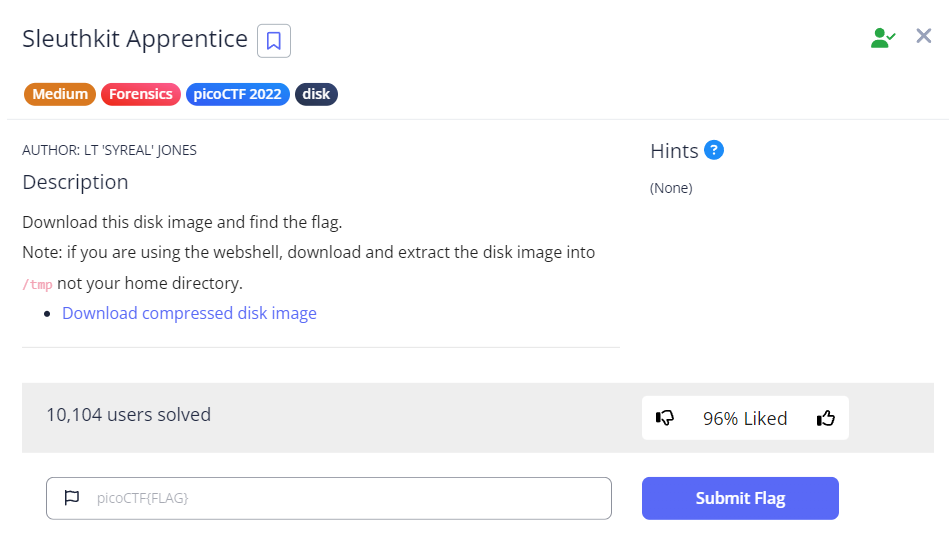 Sleuthkit Apprentice
Medium Forensics picoCTF 2022 disk
AUTHOR: LT 'SYREAL' JONES
Description
Download this disk image and find the flag.
Note: if you are using the webshell, download and extract the disk image into
/tmp not your home directory.
Download compressed disk image
Hints ?
(None)
10,104 users solved
96% Liked
picoCTF{FLAG}
Submit Flag